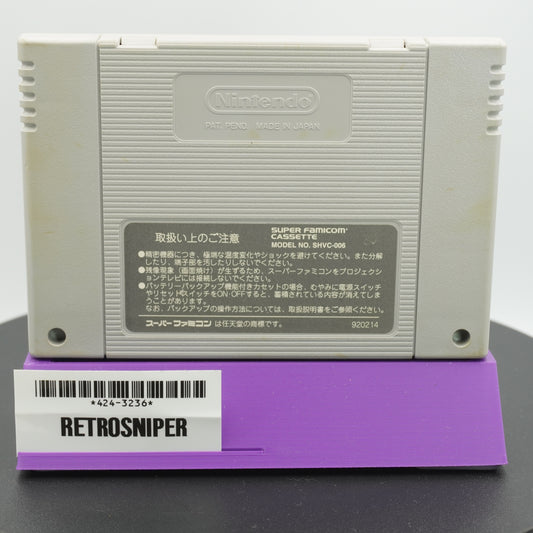 Nintendo
PAT. PEND. MADE IN JAPAN
取扱い上のご注意
SUPER FAMICOM
CASSETTE
MODEL NO. SHVC-006
●精密機器につき、極端な温度変化やショックを避けてください。また分解
したり、端子部を汚したりしないでください。
●残像現象（画面焼け）が生ずるため、スーパーファミコンをプロジェクシ
ョンテレビには接続しないでください。
●バッテリーバックアップ機能付きカセットの場合、むやみに電源スイッチ
やリセットスイッチをON・OFFすると、蓄積されている内容が消えてしま
うことがあります。
なお、バックアップの操作方法については、取扱説明書をご参照ください。
スーパーファミコン は任天堂の商標です。
920214
*424-3236*
RETROSNIPER